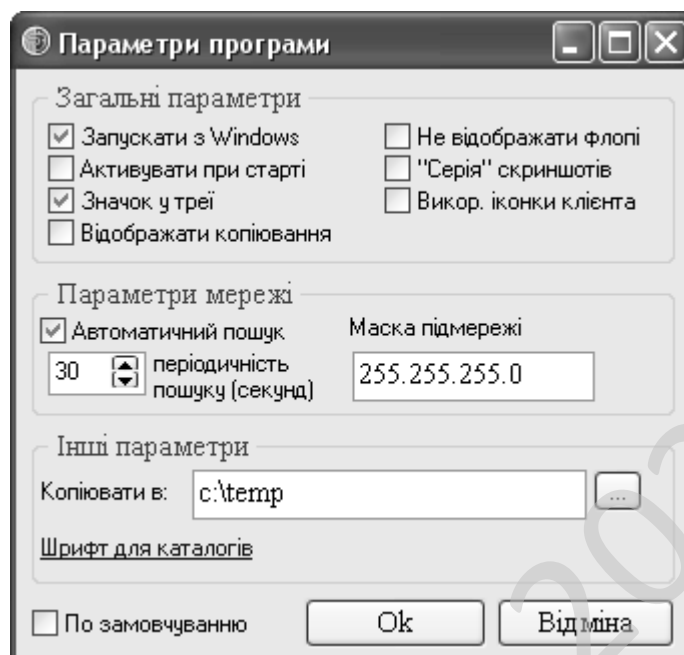 Параметри програми
Загальні параметри
Запускати з Windows
Не відображати флопі
Активувати при старті
"Серія" скриншотів
Значок у треї
Викор. іконки клієнта
Відображати копіювання
Параметри мережі
Автоматичний пошук
Маска підмережі
30
періодичність
пошуку (секунд)
255.255.255.0
Інші параметри
Копіювати в:
c:\temp
...
Шрифт для каталогів
По замовчуванню
Ok
Відміна